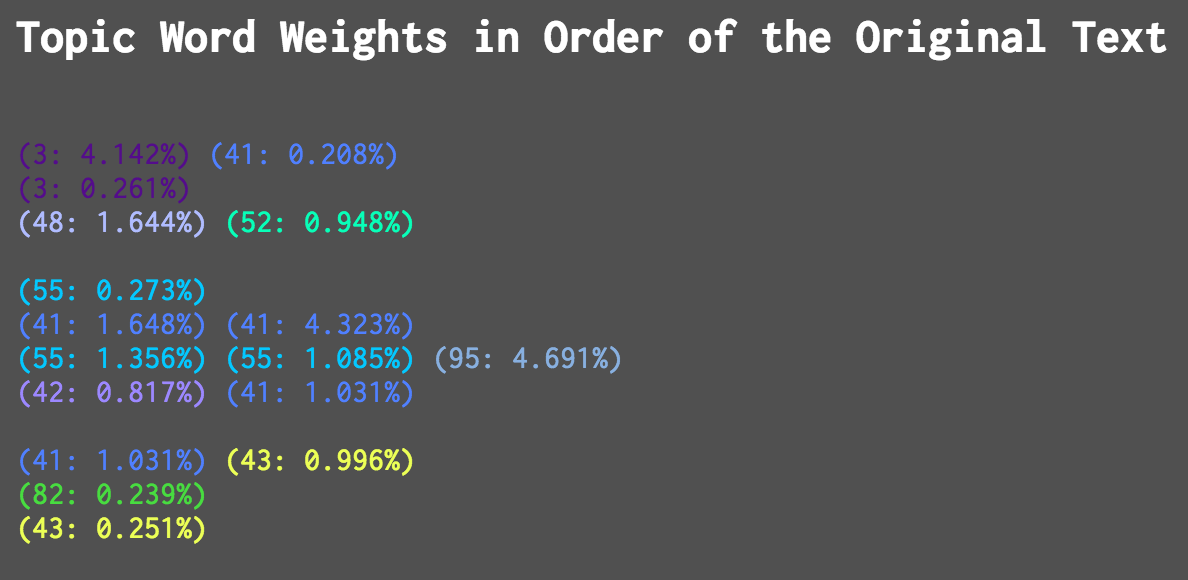 Topic Word Weights in Order of the Original Text
(3: 4.142%) (41: 0.208%)
(3: 0.261%)
(48: 1.644%) (52: 0.948%)
(55: 0.273%)
(41: 1.648%) (41: 4.323%)
(55: 1.356%) (55: 1.085%) (95: 4.691%)
(42: 0.817%) (41: 1.031%)
(41: 1.031%) (43: 0.996%)
(82: 0.239%)
(43: 0.251%)